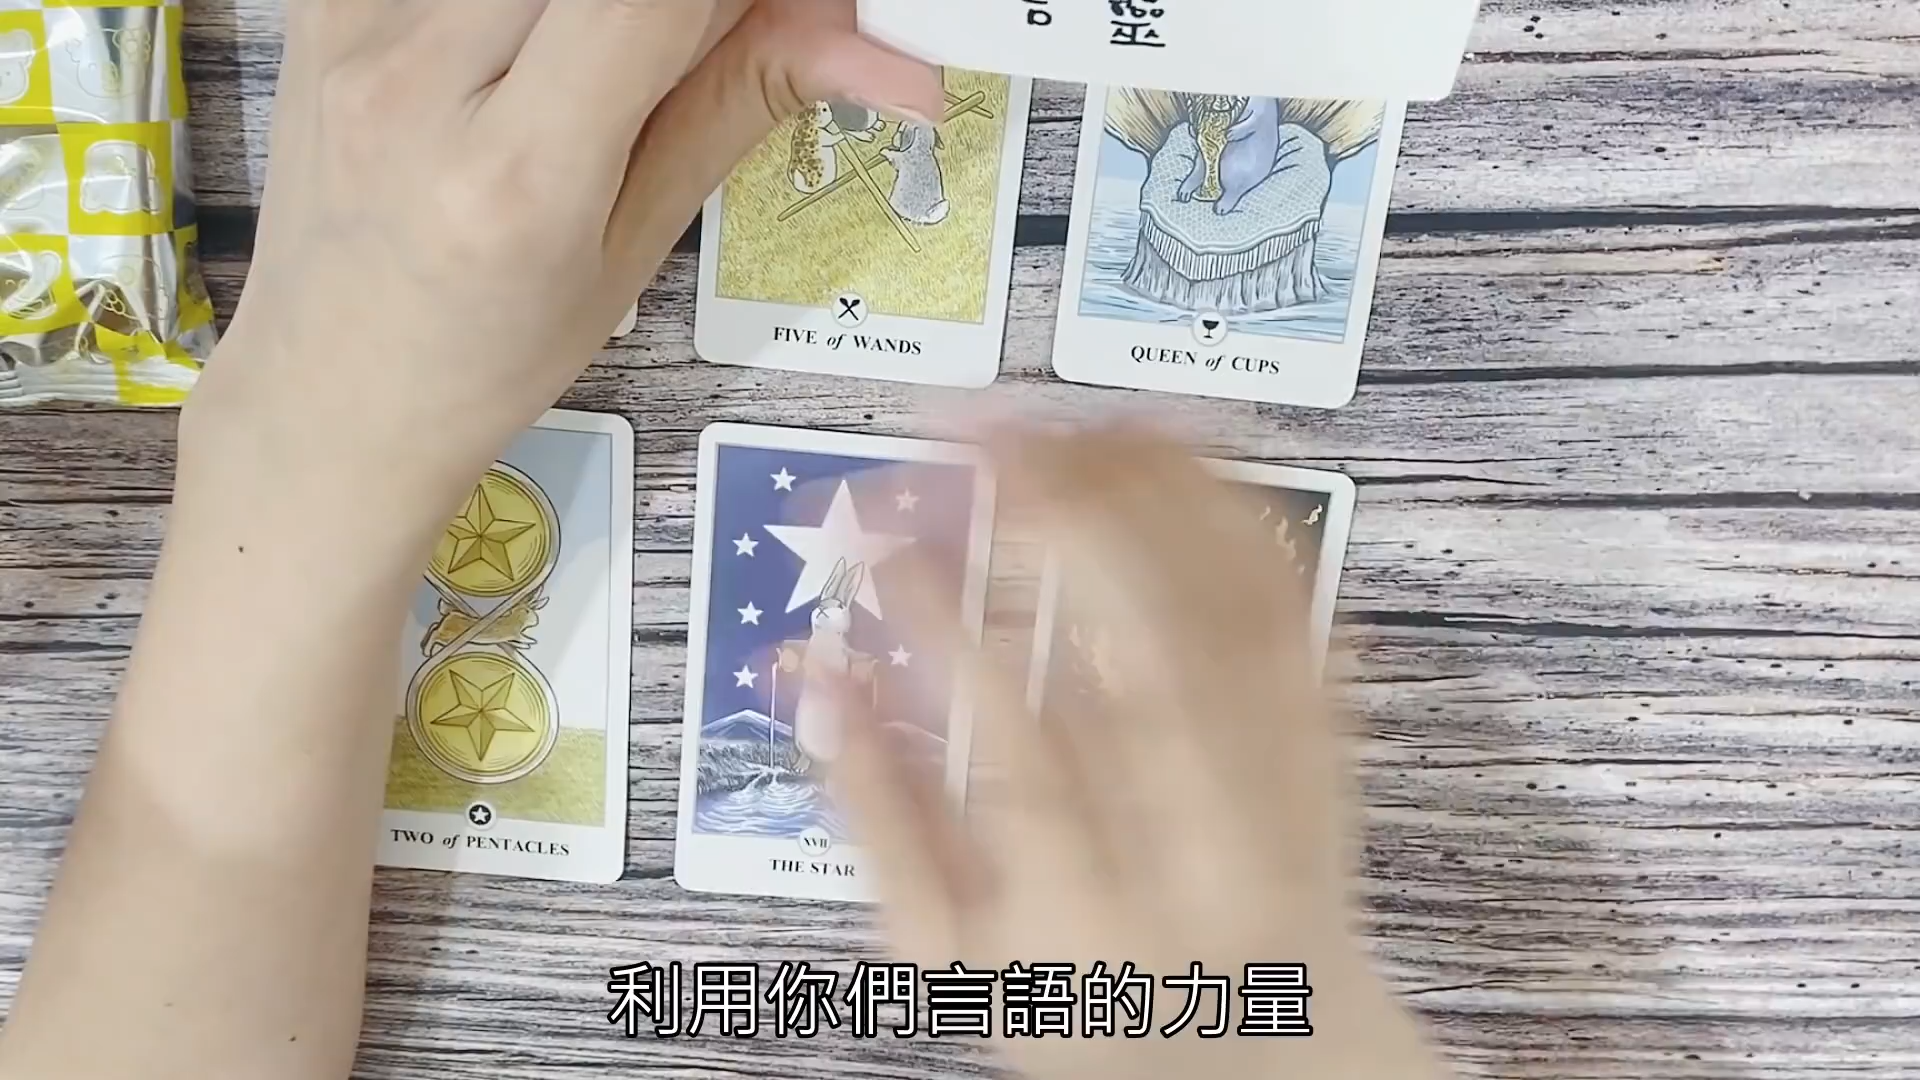 FIVE of WANDS
QUEEN of CUPS
TWO of PENTACLES
XVII
THE STAR
利用你們言語的力量